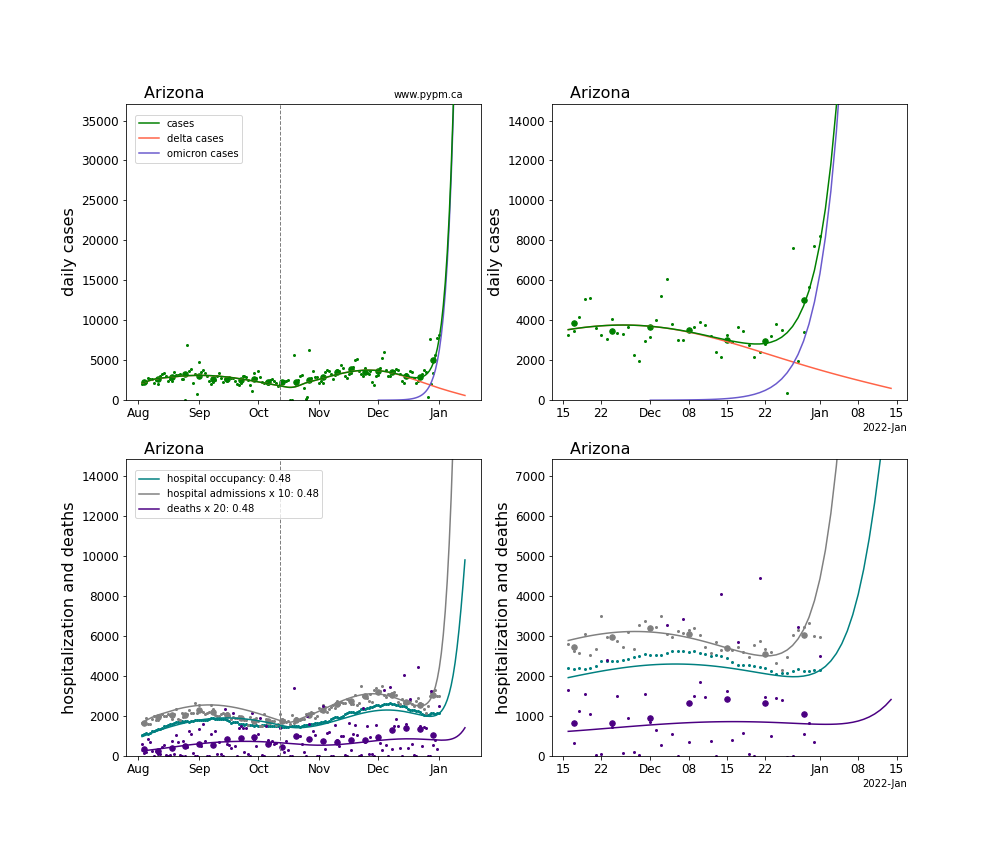 Arizona
www.pypm.ca
daily cases
35000
30000
25000
20000
15000
10000
5000
0
cases
delta cases
omicron cases
Aug
Sep
Oct
Nov
Dec
Jan
Arizona
daily cases
14000
12000
10000
8000
6000
4000
2000
0
15
22
Dec
08
15
22
Jan
08
15
2022-Jan
Arizona
hospitalization and deaths
14000
12000
10000
8000
6000
4000
2000
0
hospital occupancy: 0.48
hospital admissions x 10: 0.48
deaths x 20: 0.48
Aug
Sep
Oct
Nov
Dec
Jan
Arizona
hospitalization and deaths
7000
6000
5000
4000
3000
2000
1000
0
15
22
Dec
08
15
22
Jan
08
15
2022-Jan